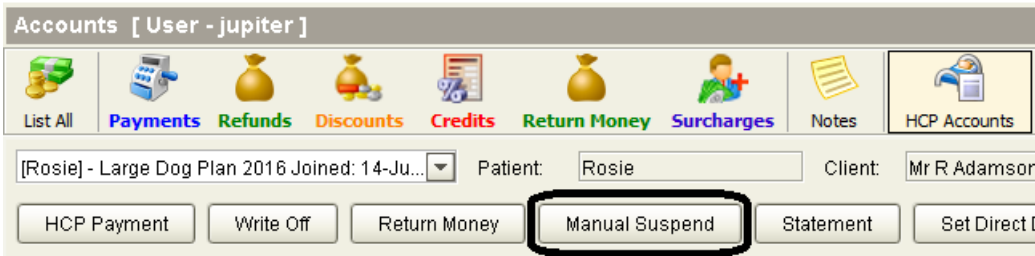 Accounts [ User - jupiter ]
List All Payments Refunds Discounts Credits Return Money Surcharges Notes HCP Accounts
[Rosie] - Large Dog Plan 2016 Joined: 14-Ju... Patient: Rosie Client: Mr R Adamson
HCP Payment Write Off Return Money Manual Suspend Statement Set Direct